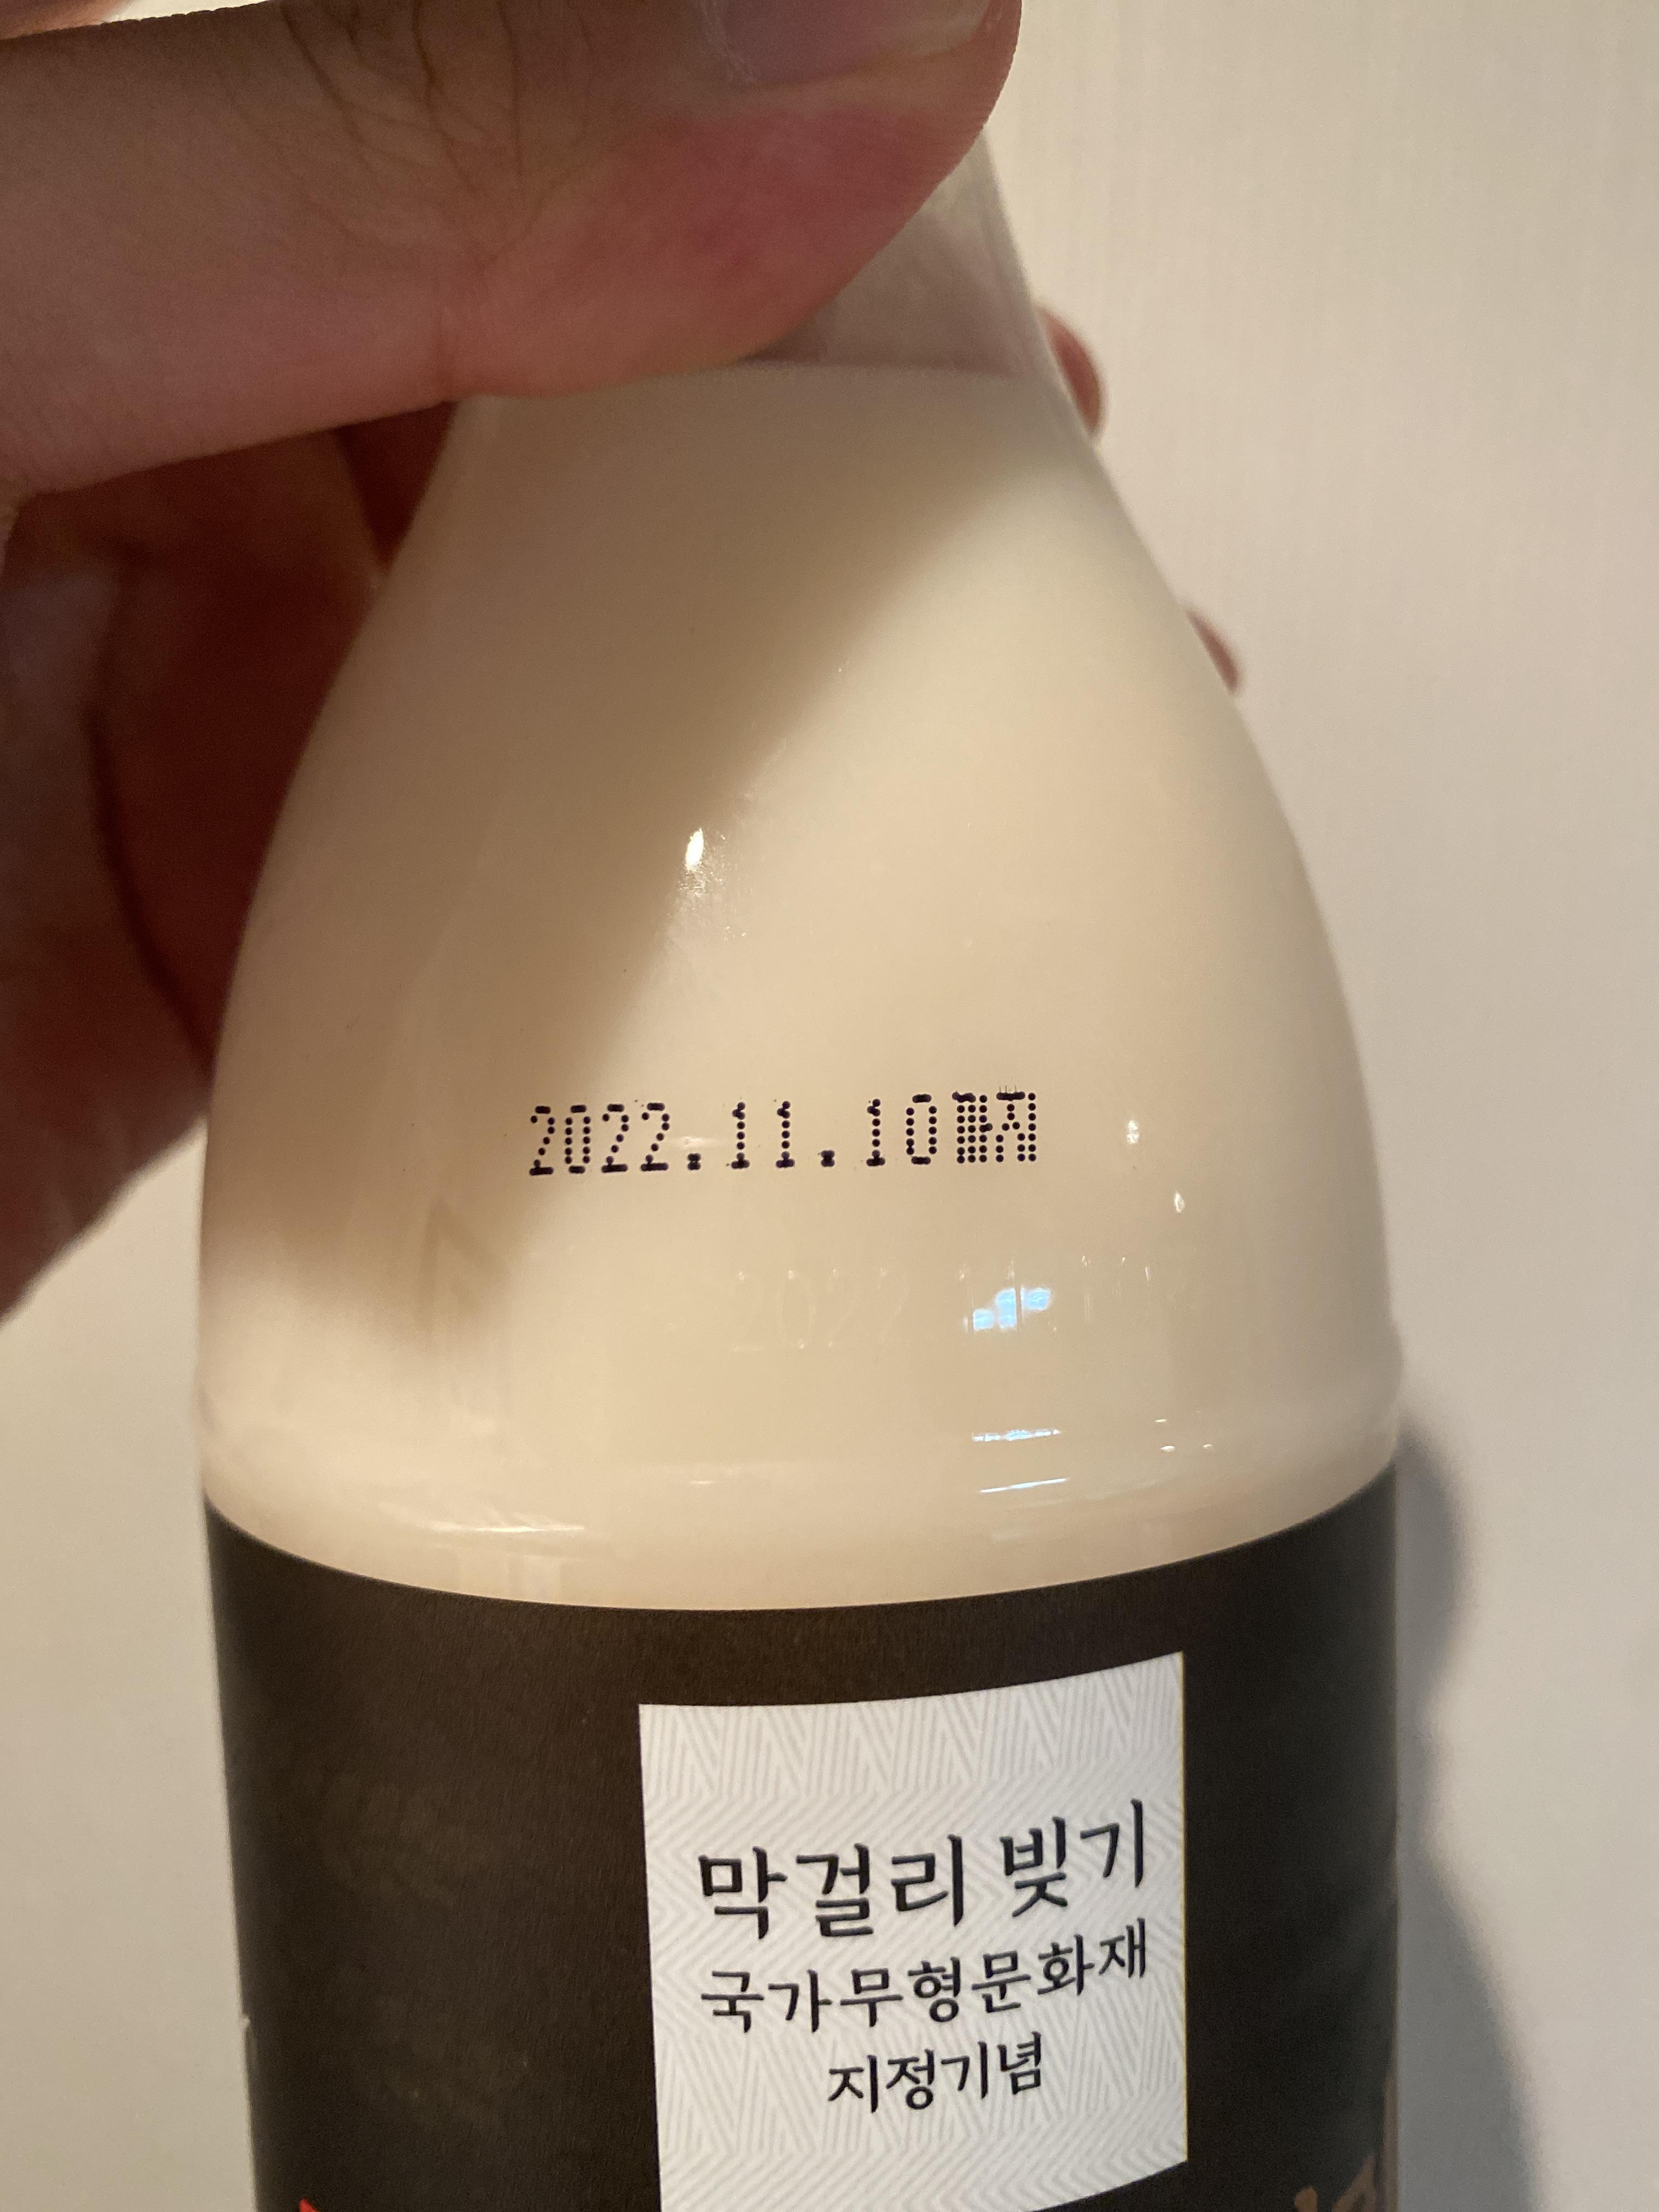 2022.11.10까지
막걸리 빚기
국가무형문화재
지정기념